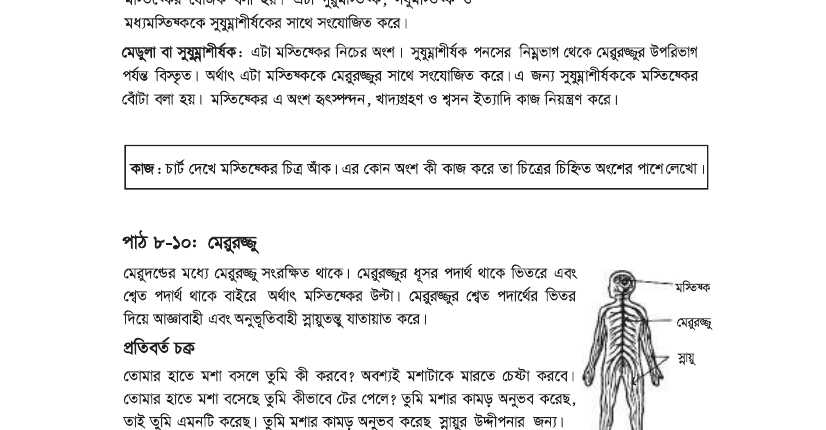 মধ্যমস্তিষ্ককে সুষুম্নাশীর্ষকের সাথে সংযোজিত করে।
মেডুলা বা সুষুম্নাশীর্ষক: এটা মস্তিষ্কের নিচের অংশ। সুষুম্নাশীর্ষক পনসের নিম্নভাগ থেকে মেরুরজ্জুর উপরিভাগ
পর্যন্ত বিস্তৃত। অর্থাৎ এটা মস্তিষ্ককে মেরুরজ্জুর সাথে সংযোজিত করে। এ জন্য সুষুম্নাশীর্ষককে মস্তিষ্কের
বোঁটা বলা হয়। মস্তিষ্কের এ অংশ হৃৎস্পন্দন, খাদ্যগ্রহণ ও শ্বসন ইত্যাদি কাজ নিয়ন্ত্রণ করে।
কাজ: চার্ট দেখে মস্তিষ্কের চিত্র আঁক। এর কোন অংশ কী কাজ করে তা চিত্রের চিহ্নিত অংশের পাশে লেখো।
পাঠ ৮-১০: মেরুরজ্জু
মেরুদন্ডের মধ্যে মেরুরজ্জু সংরক্ষিত থাকে। মেরুরজ্জুর ধূসর পদার্থ থাকে ভিতরে এবং
শ্বেত পদার্থ থাকে বাইরে অর্থাৎ মস্তিষ্কের উল্টা। মেরুরজ্জুর শ্বেত পদার্থের ভিতর
দিয়ে আজ্ঞাবাহী এবং অনুভূতিবাহী স্নায়ুতন্তু যাতায়াত করে।
প্রতিবর্ত চক্র
তোমার হাতে মশা বসলে তুমি কী করবে? অবশ্যই মশাটাকে মারতে চেষ্টা করবে।
তোমার হাতে মশা বসেছে তুমি কীভাবে টের পেলে? তুমি মশার কামড় অনুভব করেছ,
তাই তুমি এমনটি করেছ। তুমি মশার কামড় অনুভব করেছ স্নায়ুর উদ্দীপনার জন্য।
মস্তিষ্ক
মেরুরজ্জু
স্নায়ু